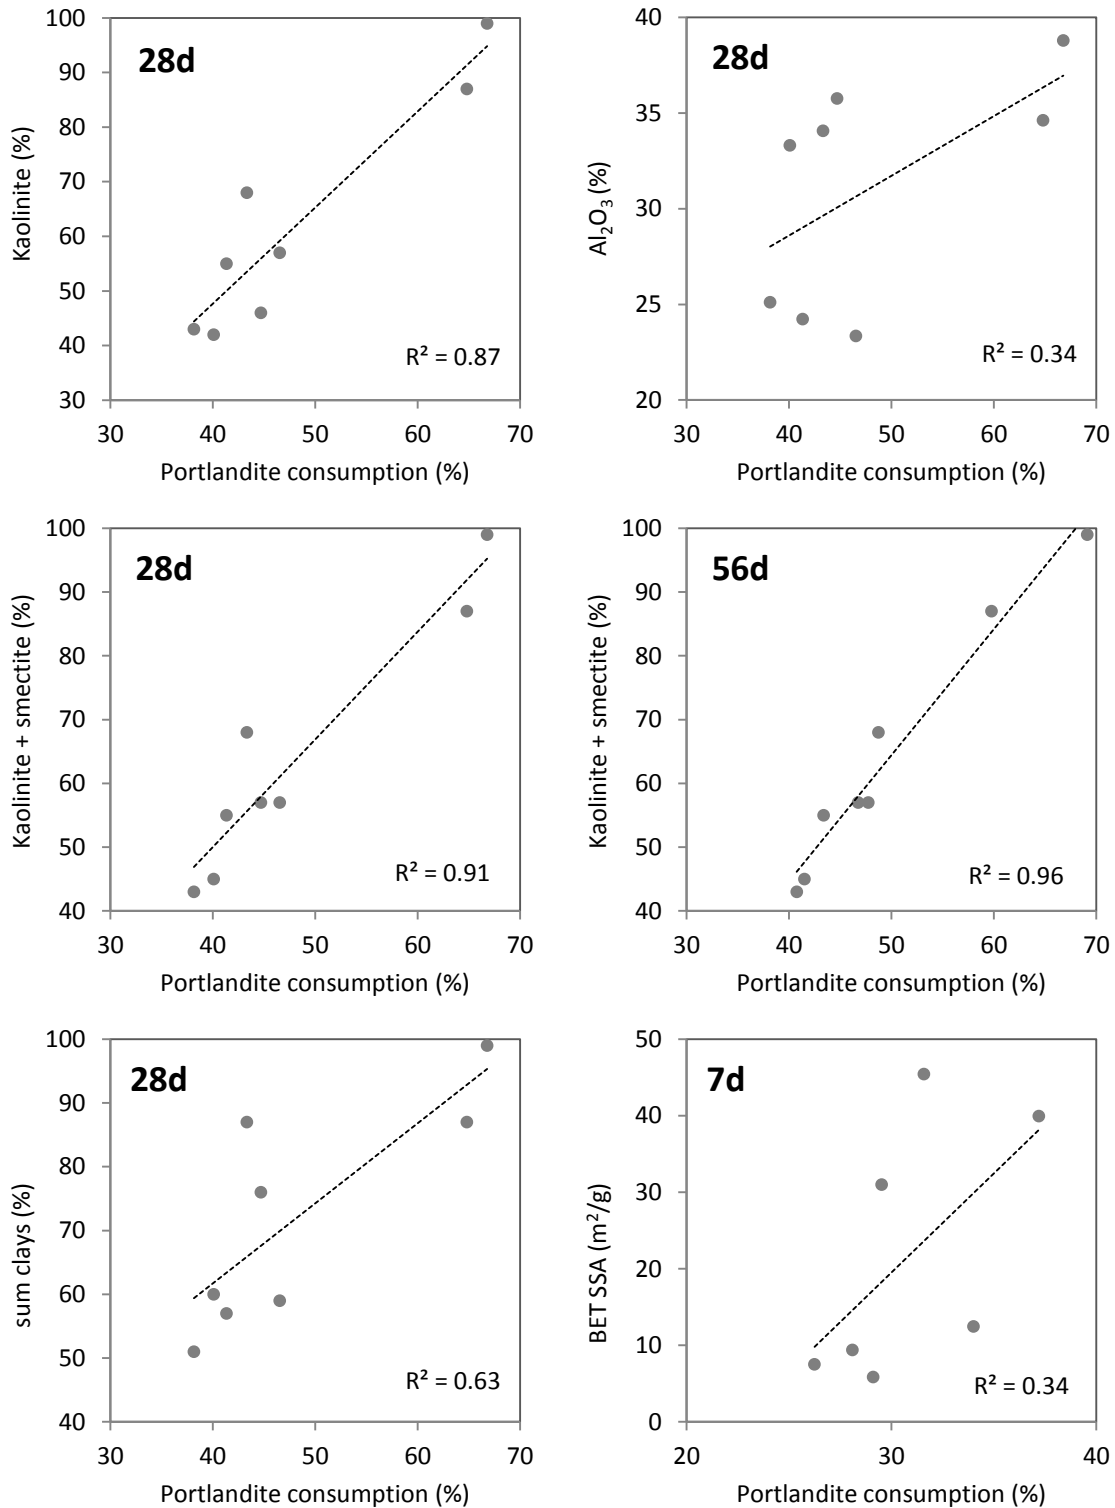 28d
Kaolinite (%)
100
90
80
70
60
50
40
30
R² = 0.87
30 40 50 60 70
Portlandite consumption (%)
28d
Al₂O₃ (%)
40
35
30
25
20
R² = 0.34
30 40 50 60 70
Portlandite consumption (%)
28d
Kaolinite + smectite (%)
100
90
80
70
60
50
40
R² = 0.91
30 40 50 60 70
Portlandite consumption (%)
56d
Kaolinite + smectite (%)
100
90
80
70
60
50
40
R² = 0.96
30 40 50 60 70
Portlandite consumption (%)
28d
sum clays (%)
100
90
80
70
60
50
40
R² = 0.63
30 40 50 60 70
Portlandite consumption (%)
7d
BET SSA (m²/g)
50
40
30
20
10
0
R² = 0.34
20 30 40
Portlandite consumption (%)